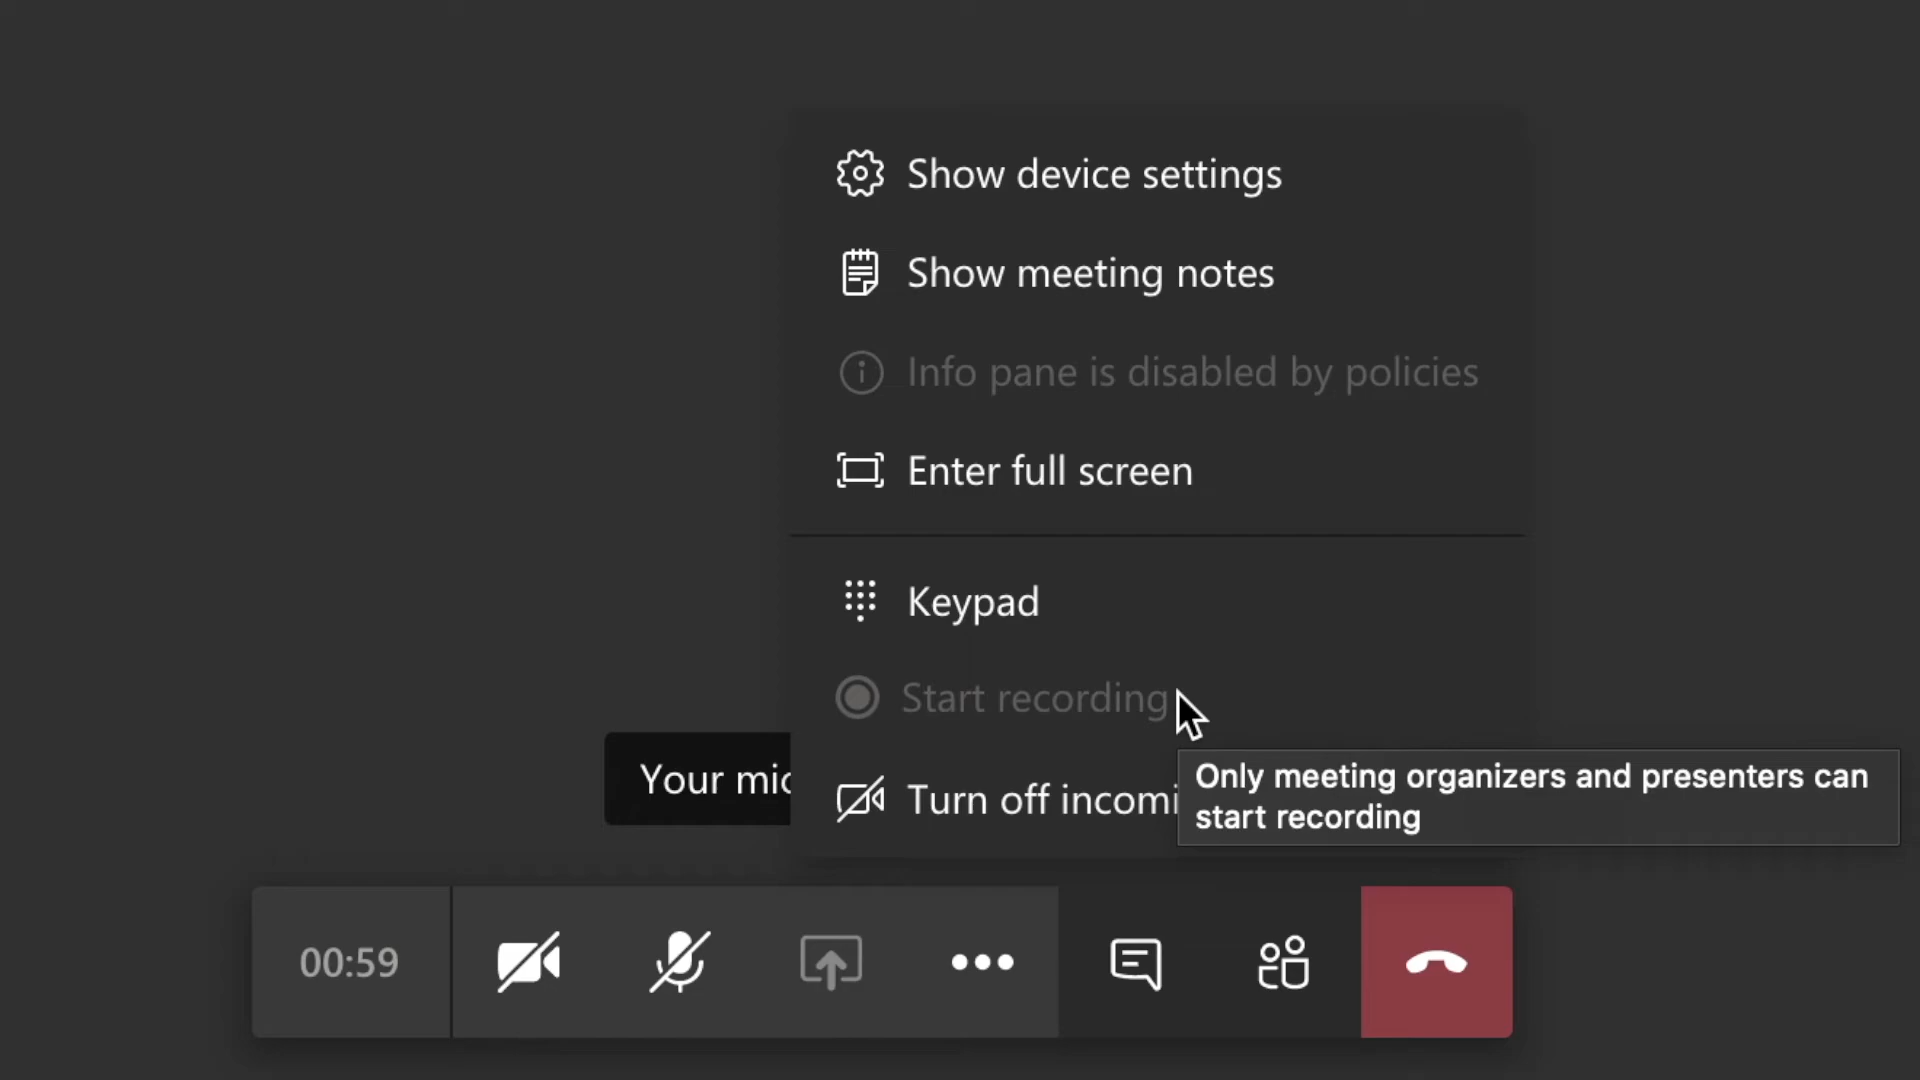 Show device settings
Show meeting notes
Info pane is disabled by policies
Enter full screen
Keypad
Start recording
Your mic
Turn off incomi
Only meeting organizers and presenters can
start recording
00:59